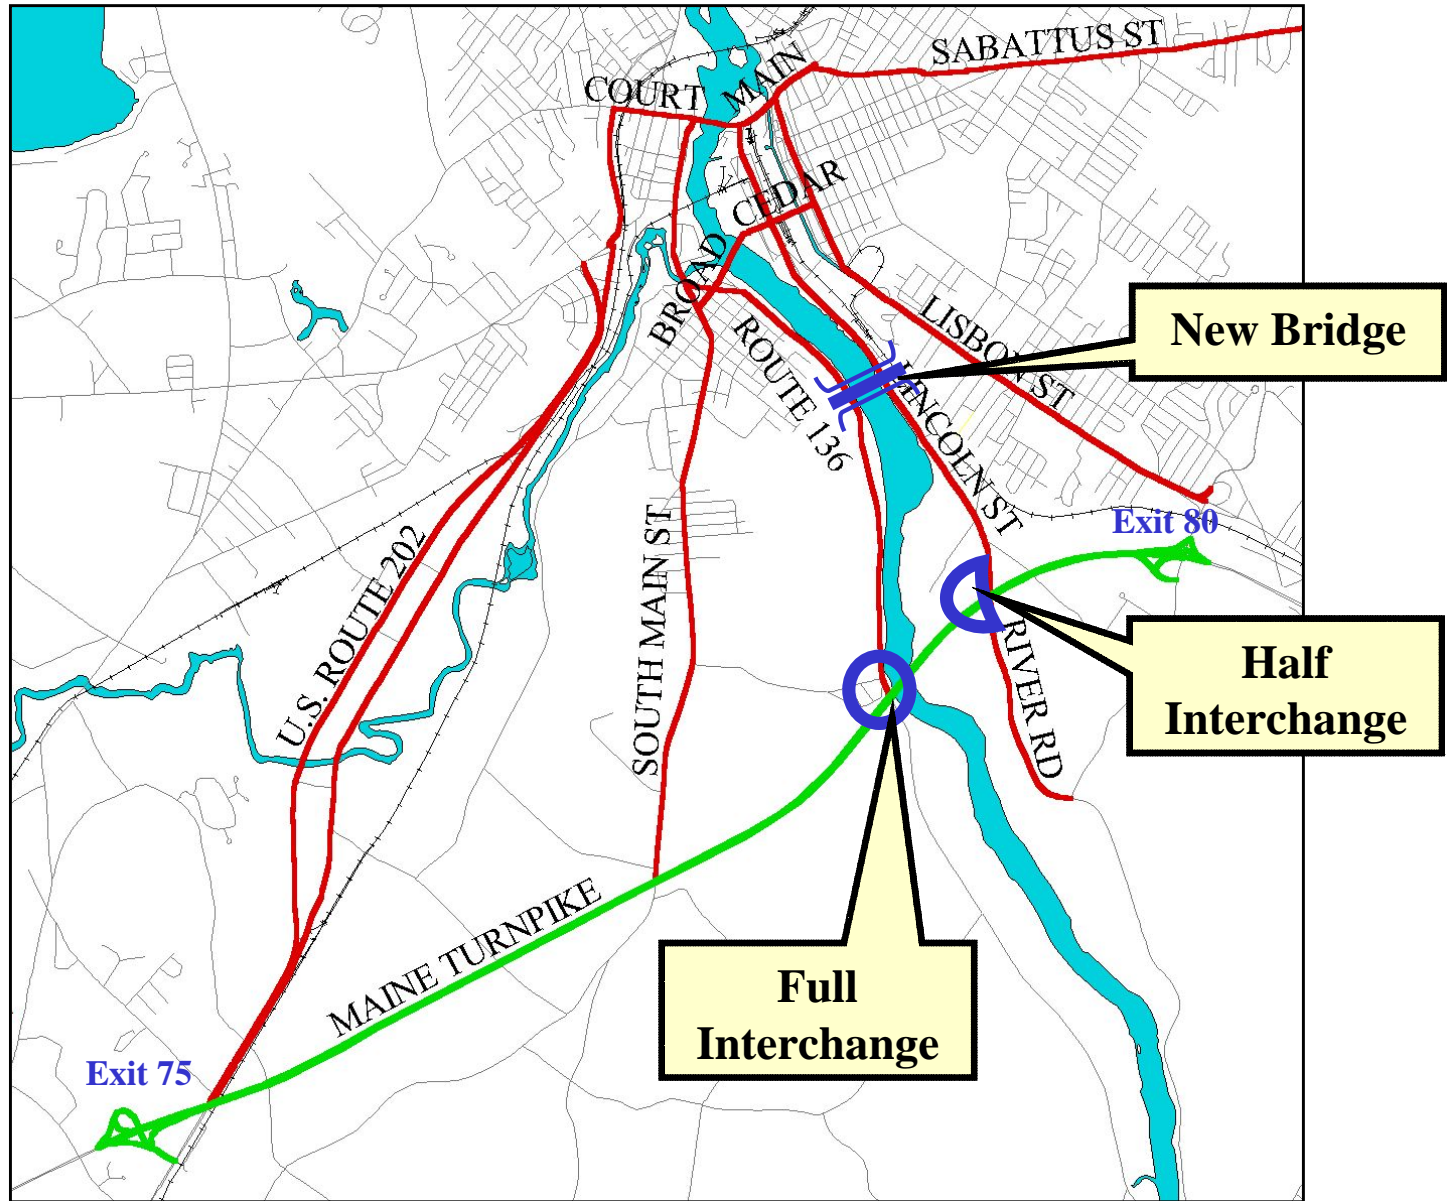 SABATTUS ST
COURT
MAIN
CEDAR
BROAD
LISBON ST
New Bridge
ROUTE 136
LINCOLN ST
Exit 80
U.S. ROUTE 202
SOUTH MAIN ST
RIVER RD
Half
Interchange
MAINE TURNPIKE
Full
Interchange
Exit 75